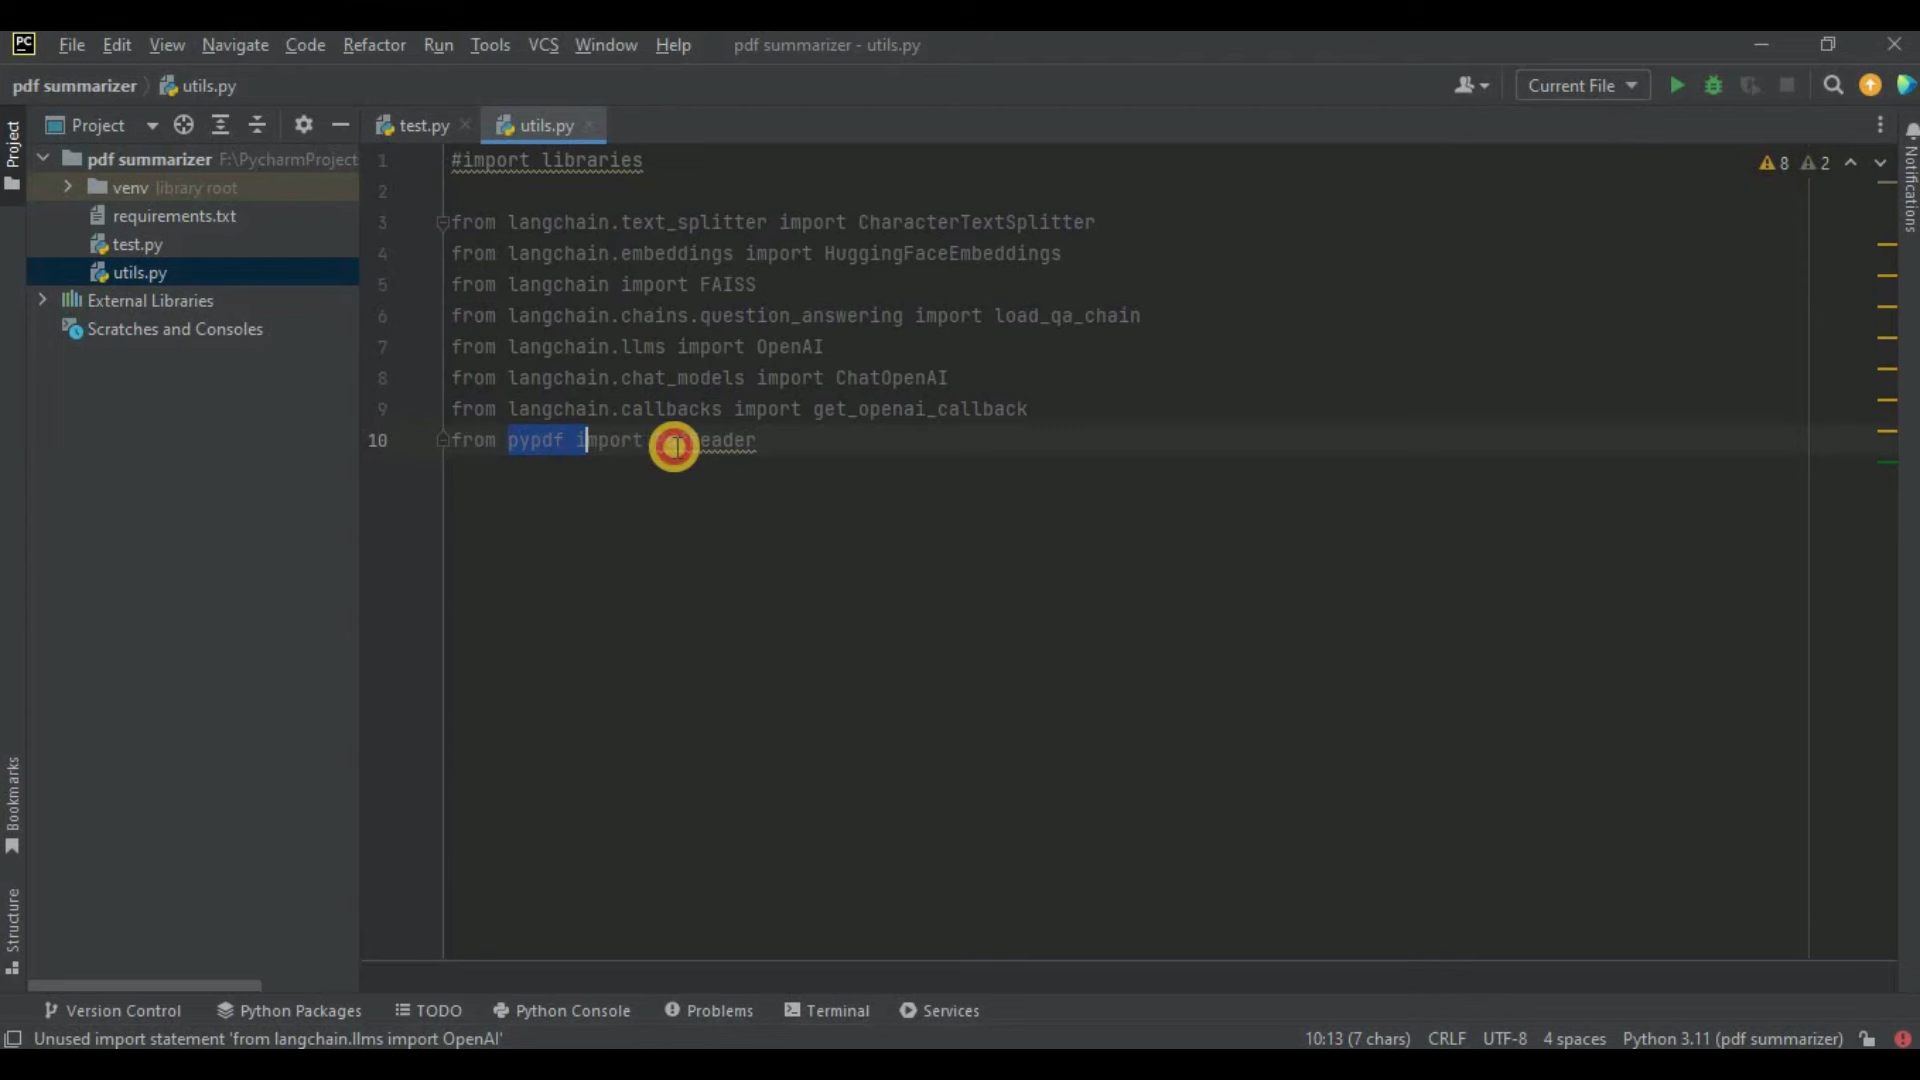 PC File Edit View Navigate Code Refactor Run Tools VCS Window Help pdf summarizer - utils.py
pdf summarizer utils.py Current File
Project test.py utils.py
Project
pdf summarizer F:\PycharmProject
venv library root
requirements.txt
test.py
utils.py
External Libraries
Scratches and Consoles
1 #import libraries
2
3 from langchain.text_splitter import CharacterTextSplitter
4 from langchain.embeddings import HuggingFaceEmbeddings
5 from langchain import FAISS
6 from langchain.chains.question_answering import load_qa_chain
7 from langchain.llms import OpenAI
8 from langchain.chat_models import ChatOpenAI
9 from langchain.callbacks import get_openai_callback
10 from pypdf import eader
8 2
Notifications
Bookmarks
Structure
Version Control Python Packages TODO Python Console Problems Terminal Services
Unused import statement 'from langchain.llms import OpenAI' 10:13 (7 chars) CRLF UTF-8 4 spaces Python 3.11 (pdf summarizer)